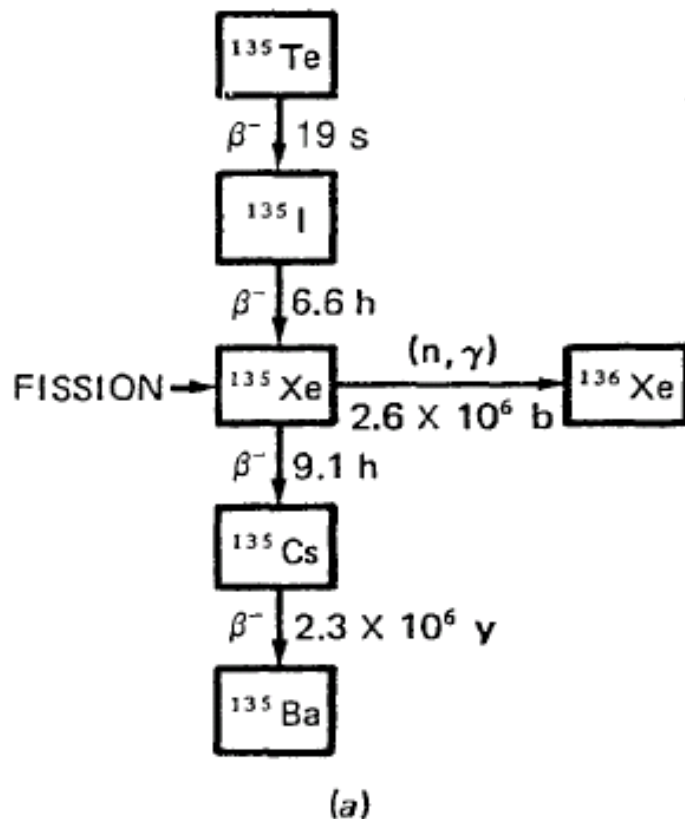 ¹³⁵Te
β⁻ 19 s
¹³⁵I
β⁻ 6.6 h
(n, γ)
FISSION ¹³⁵Xe ¹³⁶Xe
2.6 X 10⁶ b
β⁻ 9.1 h
¹³⁵Cs
β⁻ 2.3 X 10⁶ y
¹³⁵Ba
(a)